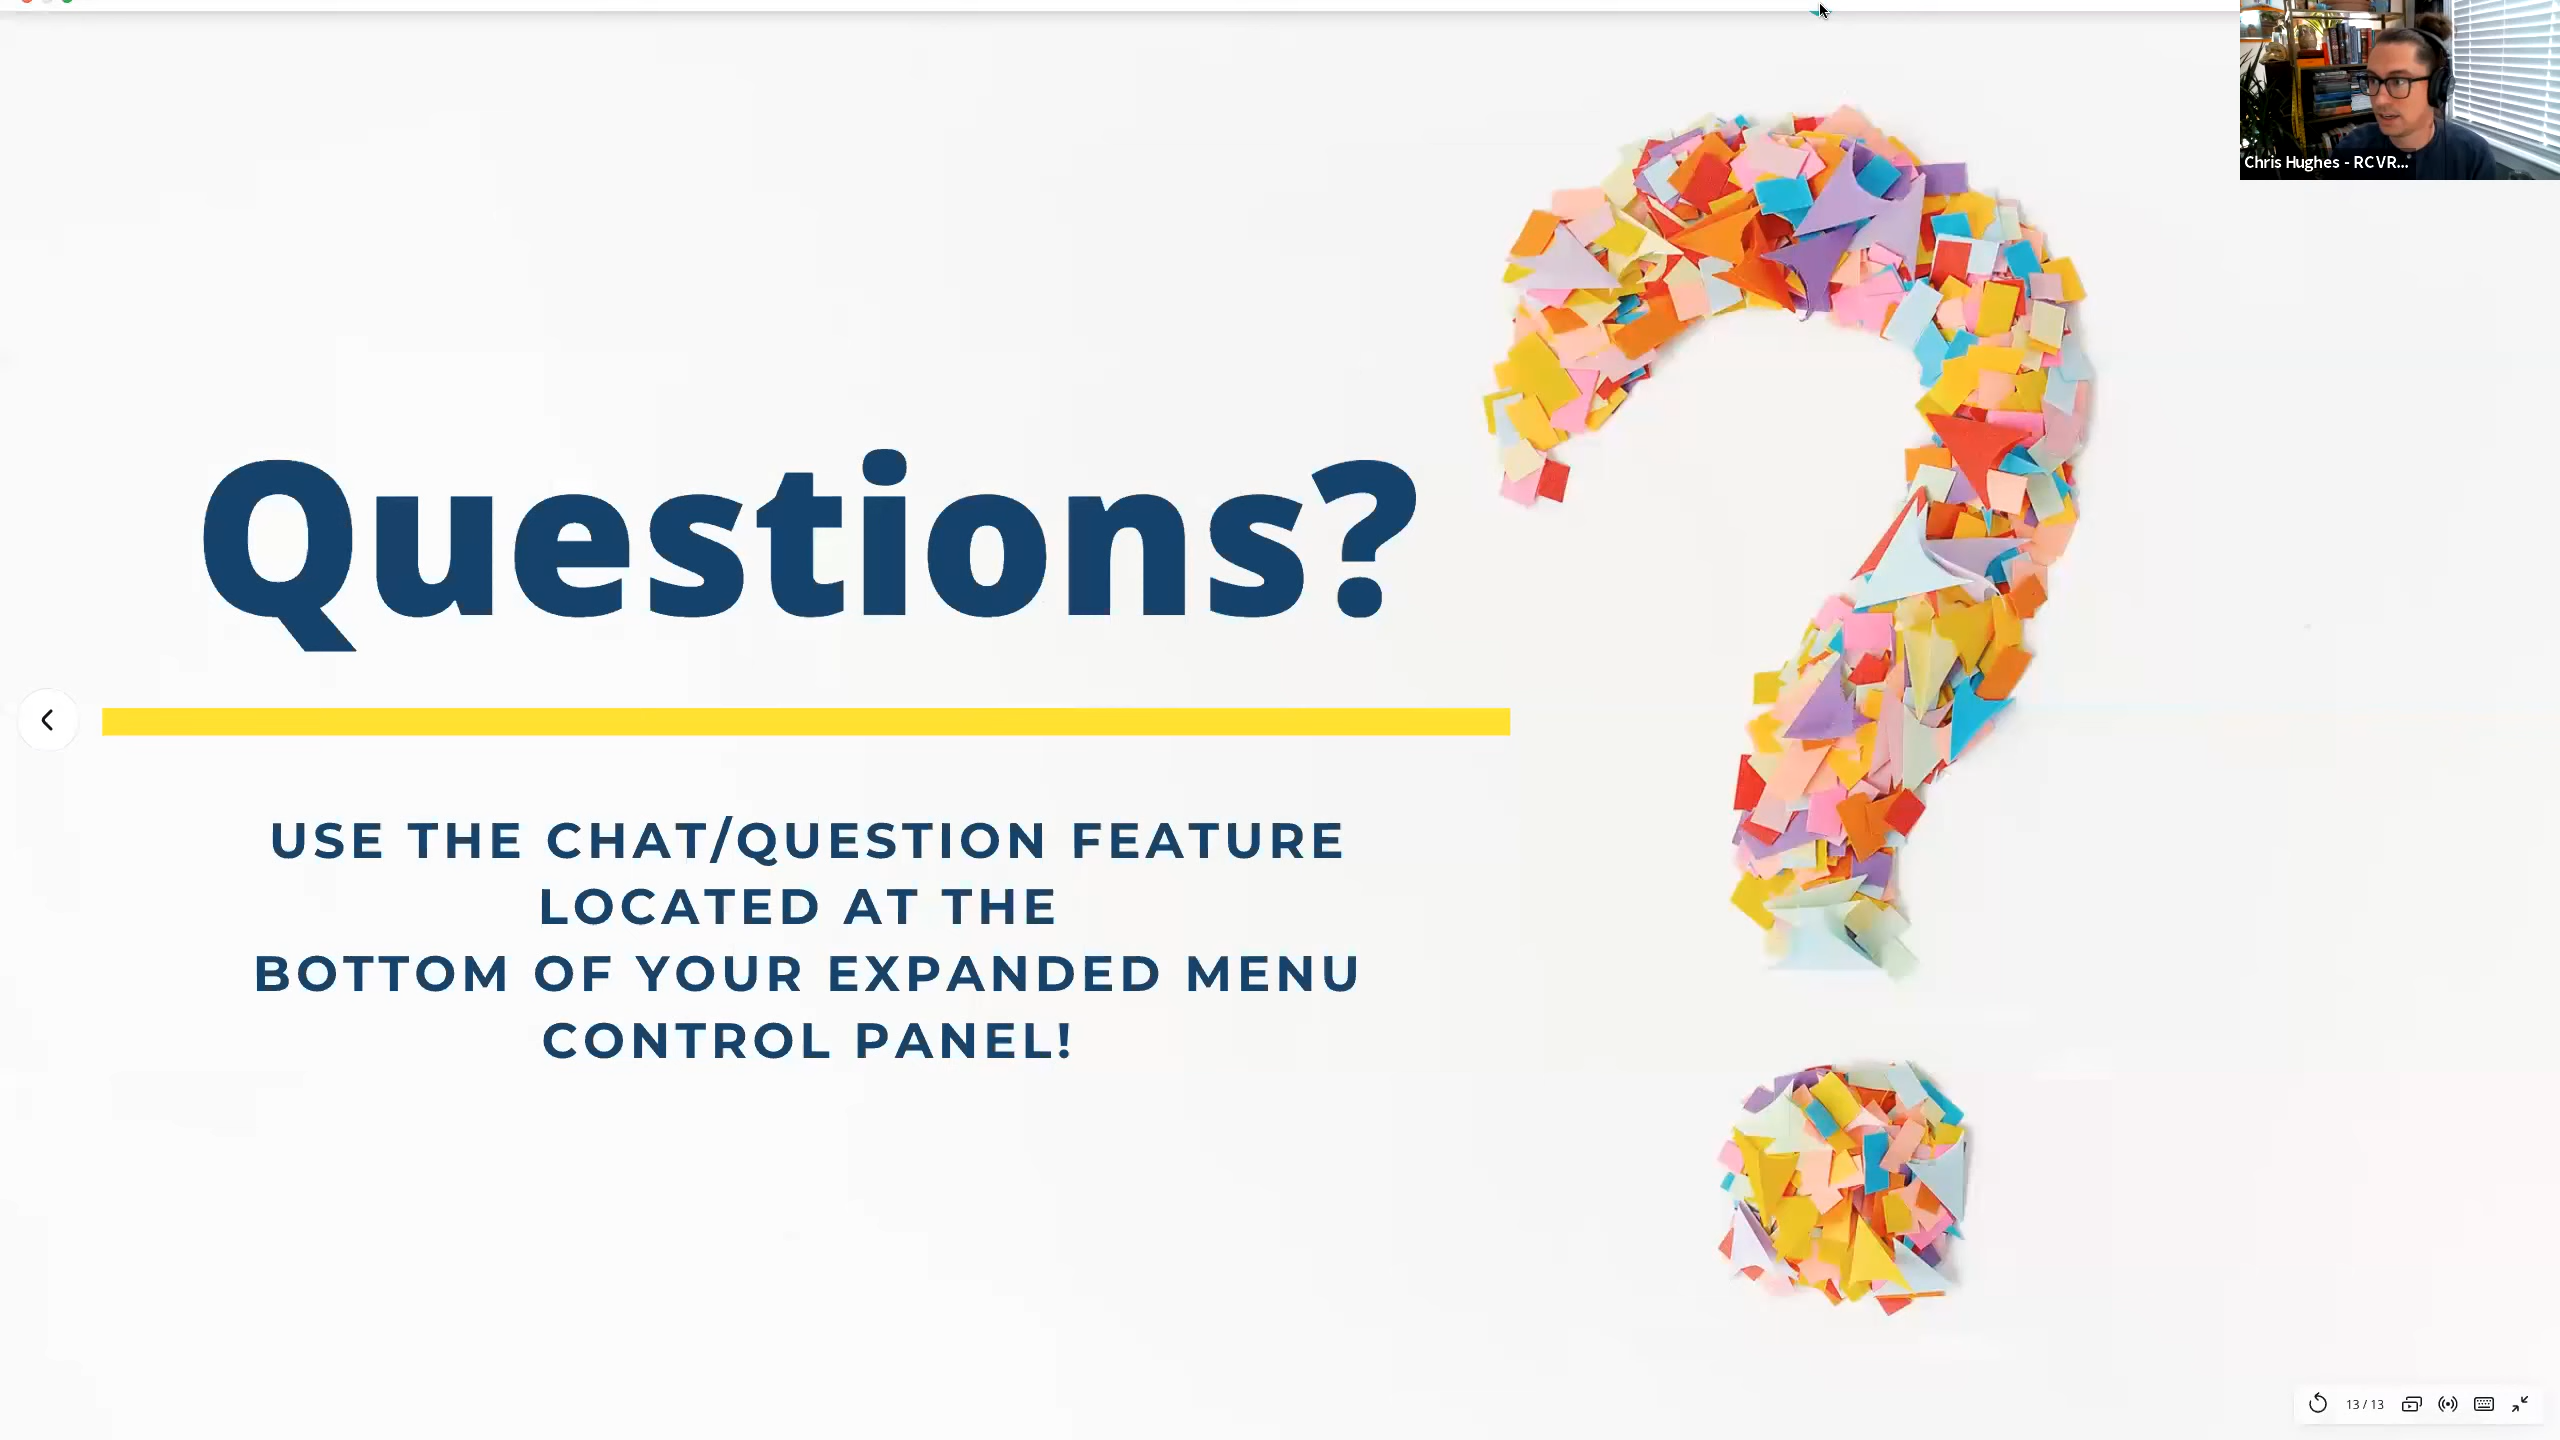 Chris Hughes - RCVR...
Questions?
USE THE CHAT/QUESTION FEATURE
LOCATED AT THE
BOTTOM OF YOUR EXPANDED MENU
CONTROL PANEL!
13 / 13